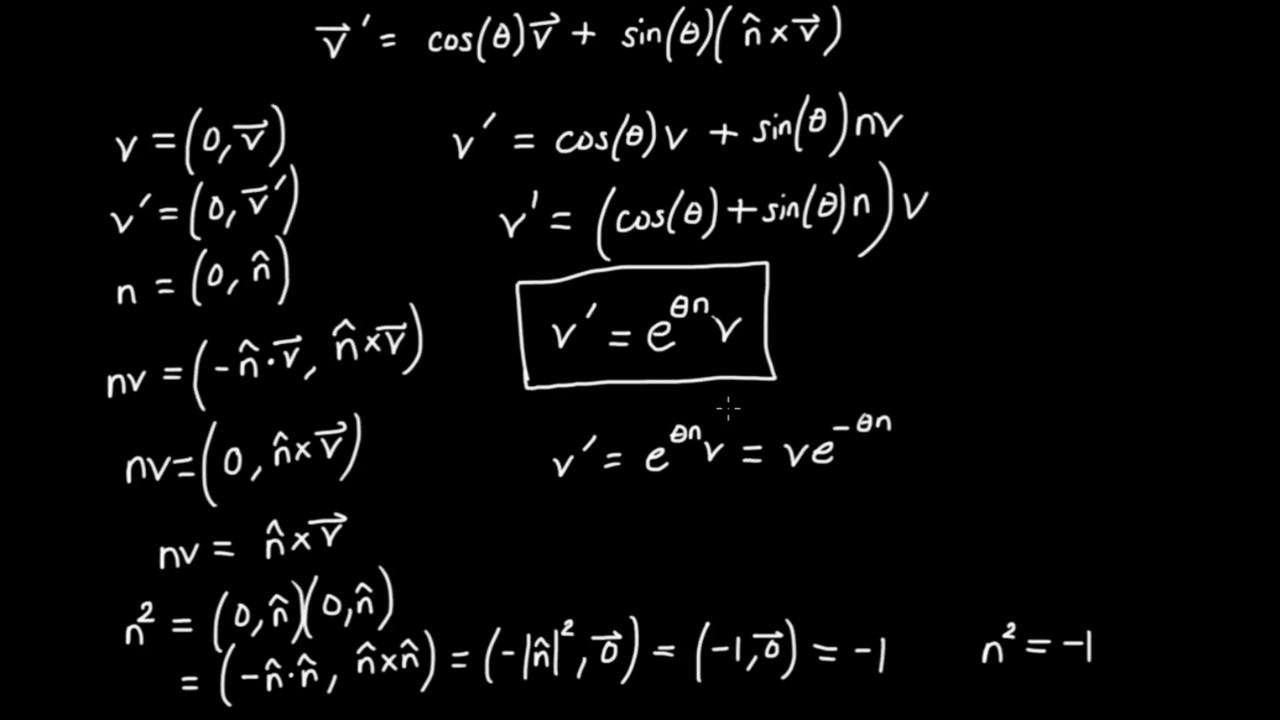 v⃗′ = cos(θ)v⃗ + sin(θ)(n̂ × v⃗)
v = (0, v⃗)
v′ = (0, v⃗′)
n = (0, n̂)
nv = (-n̂·v⃗, n̂×v⃗)
nv = (0, n̂×v⃗)
nv = n̂×v⃗
v′ = cos(θ)v + sin(θ)nv
v′ = (cos(θ) + sin(θ)n)v
v′ = e^{θn}v
v′ = e^{θn}v = ve^{-θn}
n² = (0, n̂)(0, n̂)
= (-n̂·n̂, n̂×n̂) = (-|n̂|², 0⃗) = (-1, 0⃗) = -1
n² = -1